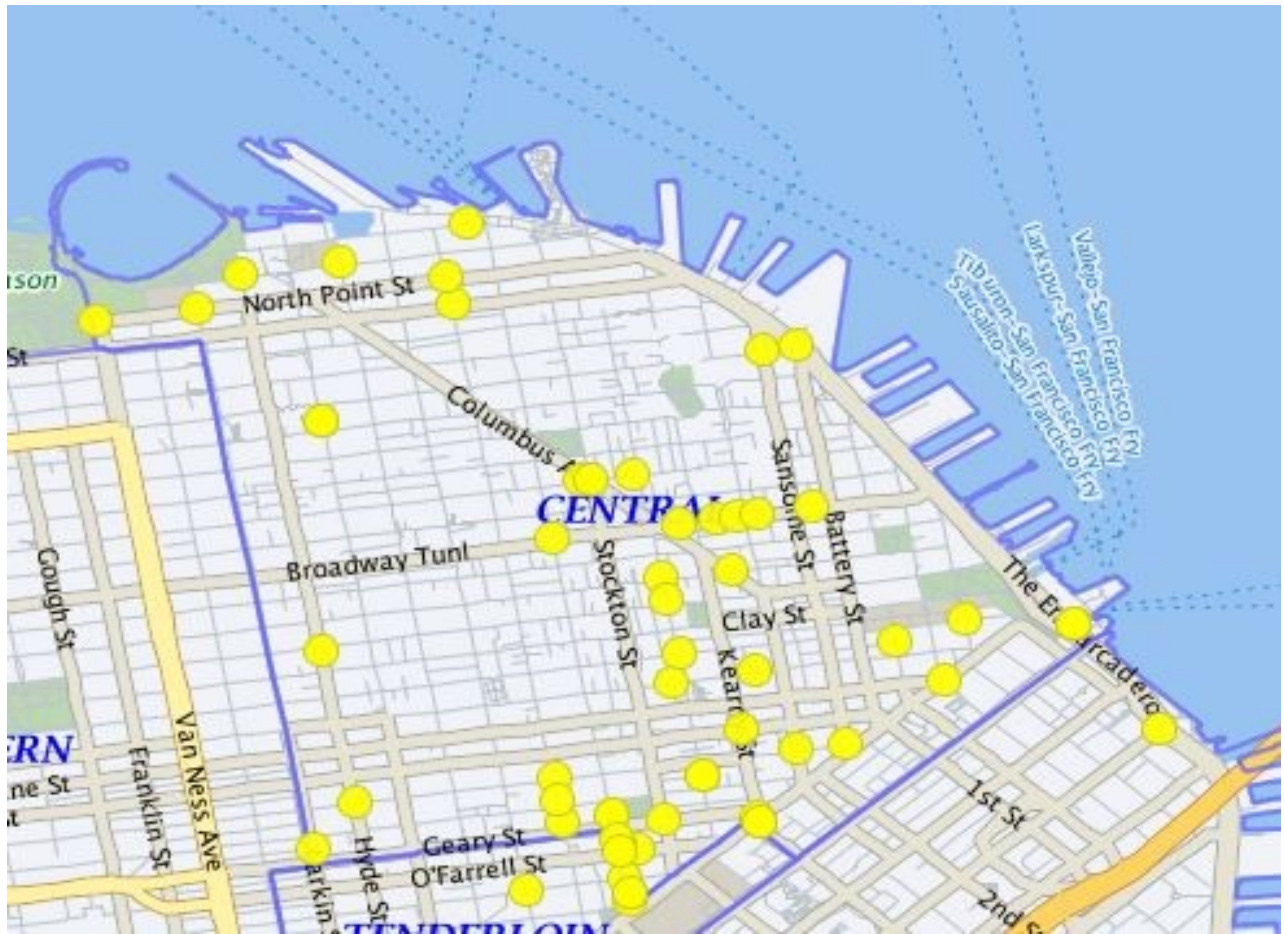 Vallejo-San Francisco Fry
Larkspur-San Francisco Fry
Tiburon-San Francisco Fry
Sausalito-San Francisco Fry
North Point St
St
Columbus
CENTRAL
Sansome St
Battery St
Broadway Tunl
Stockton St
Gough St
The Embarcadero
Clay St
Kearny St
Van Ness Ave
Franklin St
St
1st St
Geary St
O'Farrell St
Hyde St
2nd St
TENDERLOIN